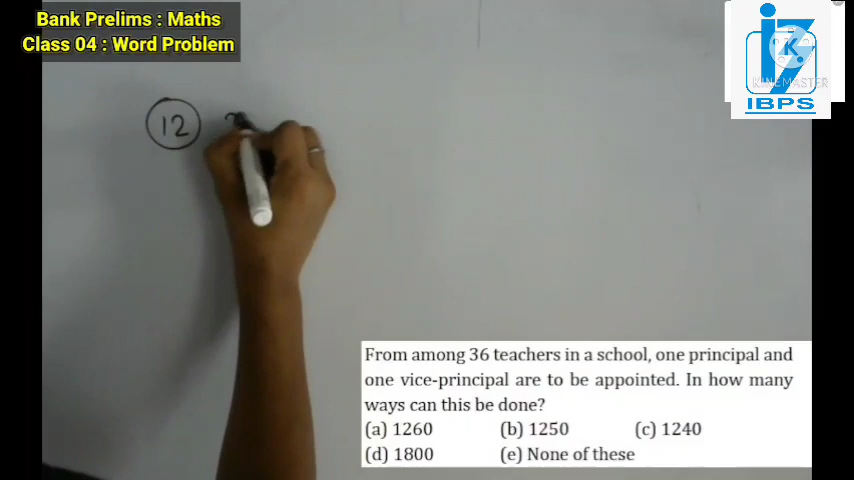 Bank Prelims : Maths
Class 04 : Word Problem
K
KINEMASTER
IBPS
12
From among 36 teachers in a school, one principal and
one vice-principal are to be appointed. In how many
ways can this be done?
(a) 1260 (b) 1250 (c) 1240
(d) 1800 (e) None of these